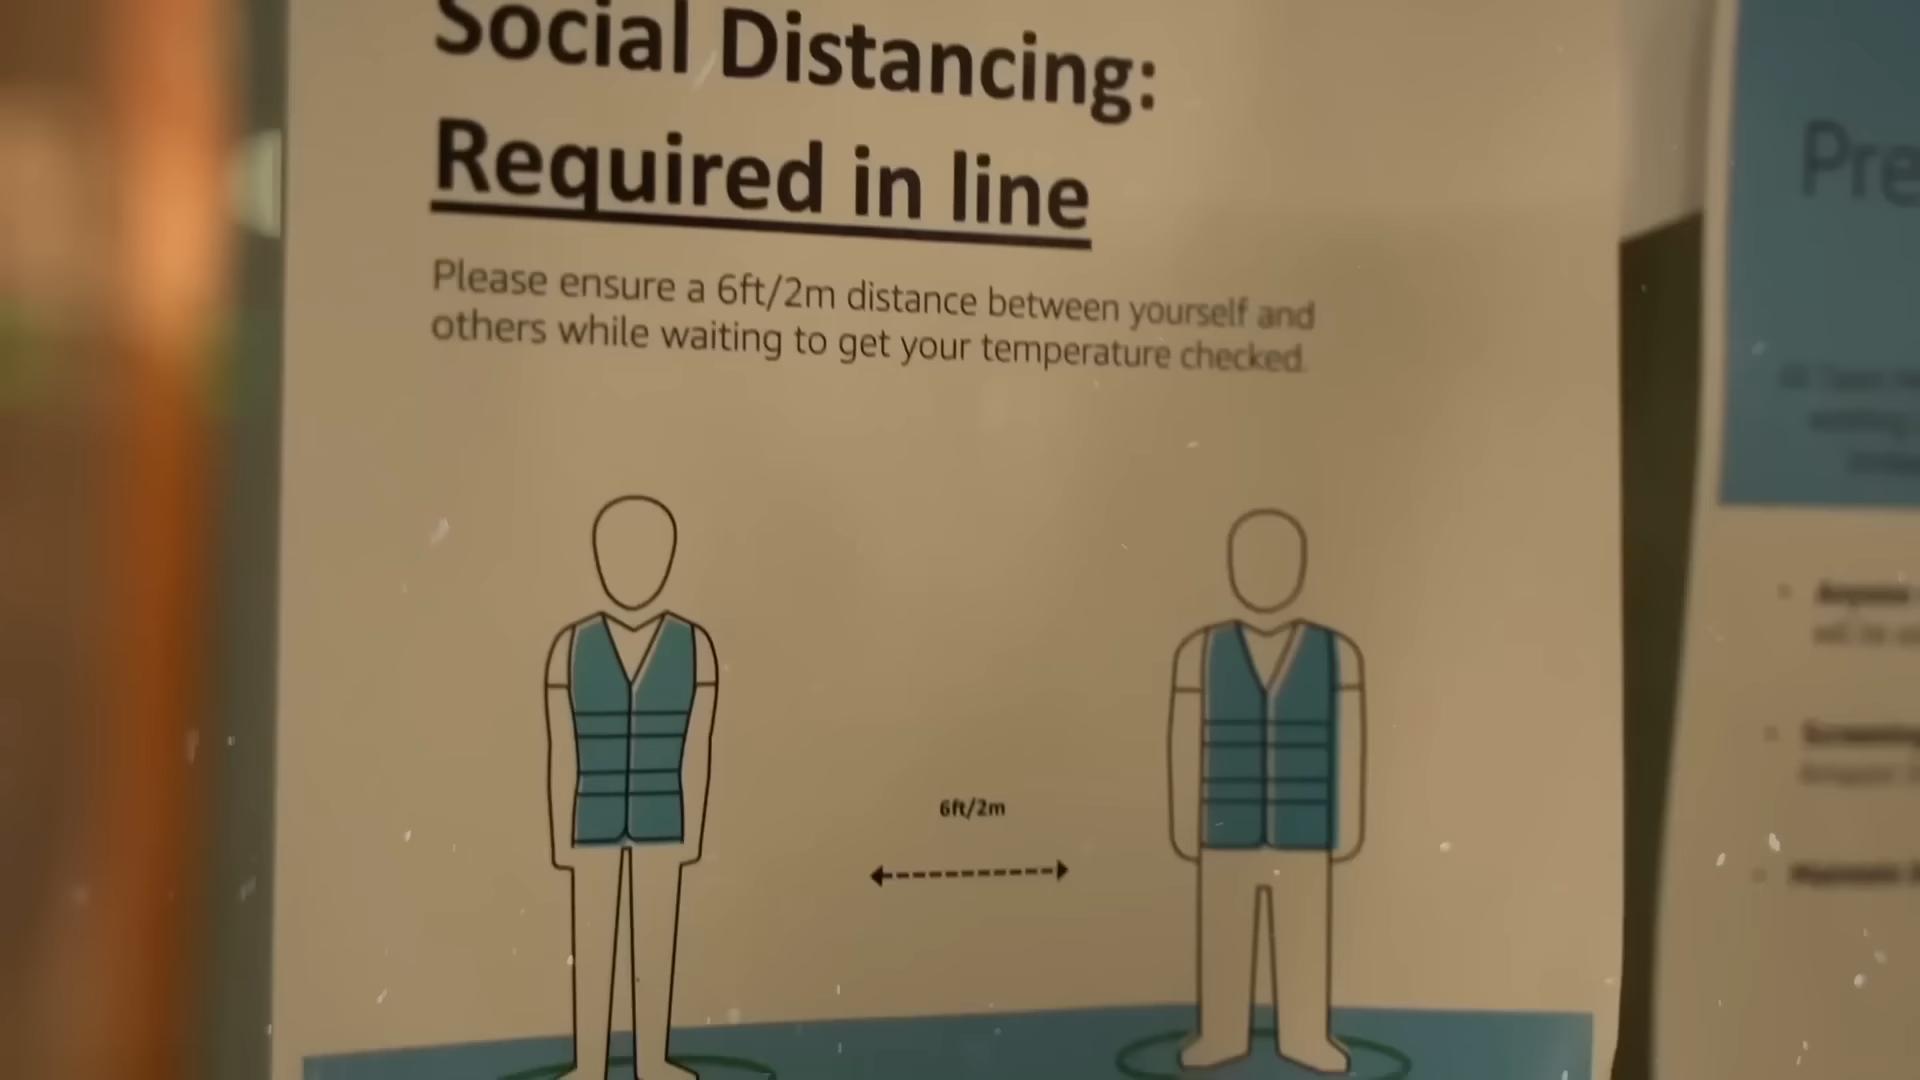 Social Distancing:
Required in line
Please ensure a 6ft/2m distance between yourself and
others while waiting to get your temperature checked.
6ft/2m
Pre